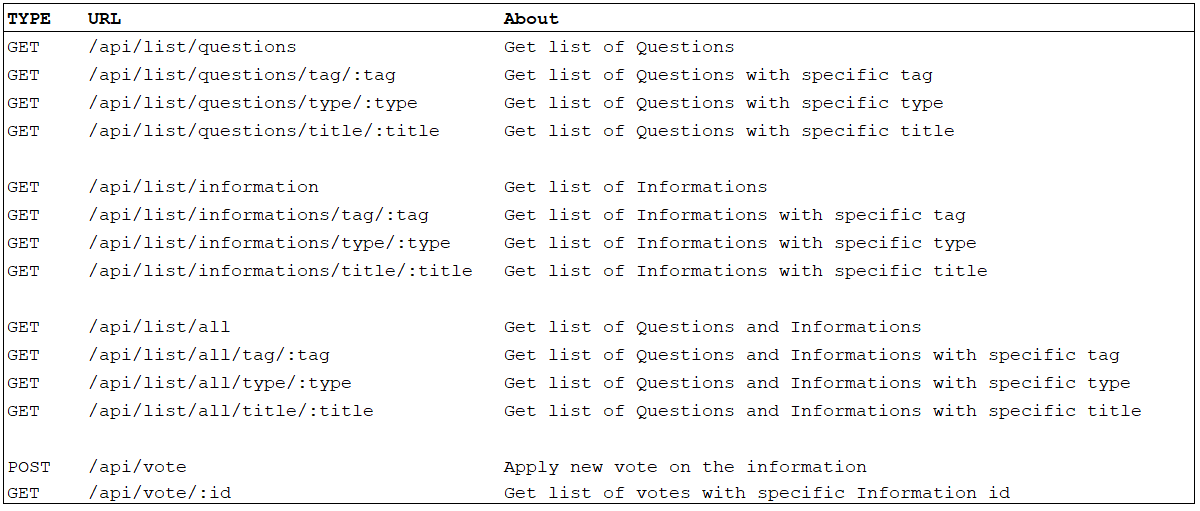 TYPE URL About
GET /api/list/questions Get list of Questions
GET /api/list/questions/tag/:tag Get list of Questions with specific tag
GET /api/list/questions/type/:type Get list of Questions with specific type
GET /api/list/questions/title/:title Get list of Questions with specific title
GET /api/list/information Get list of Informations
GET /api/list/informations/tag/:tag Get list of Informations with specific tag
GET /api/list/informations/type/:type Get list of Informations with specific type
GET /api/list/informations/title/:title Get list of Informations with specific title
GET /api/list/all Get list of Questions and Informations
GET /api/list/all/tag/:tag Get list of Questions and Informations with specific tag
GET /api/list/all/type/:type Get list of Questions and Informations with specific type
GET /api/list/all/title/:title Get list of Questions and Informations with specific title
POST /api/vote Apply new vote on the information
GET /api/vote/:id Get list of votes with specific Information id